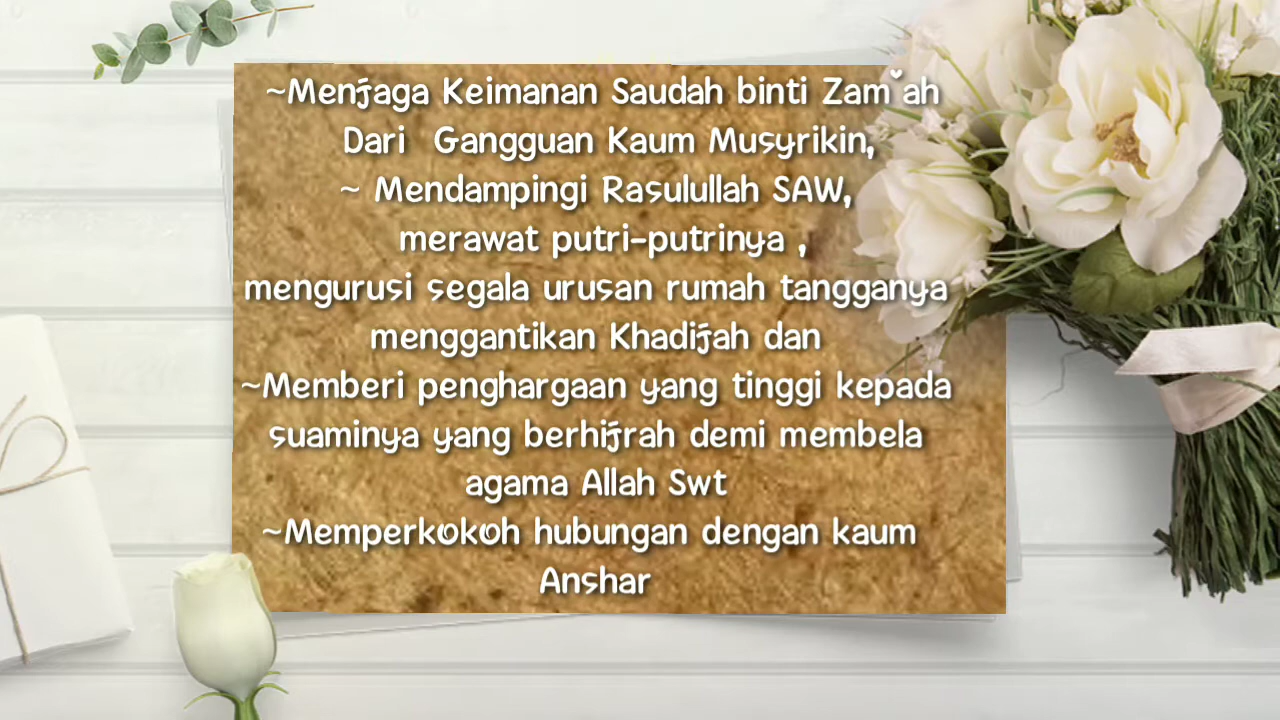 ~Menjaga Keimanan Saudah binti Zam'ah
Dari Gangguan Kaum Musyrikin,
~ Mendampingi Rasulullah SAW,
merawat putri-putrinya ,
mengurusi segala urusan rumah tangganya
menggantikan Khadijah dan
~Memberi penghargaan yang tinggi kepada
suaminya yang berhijrah demi membela
agama Allah Swt
~Memperkokoh hubungan dengan kaum
Anshar